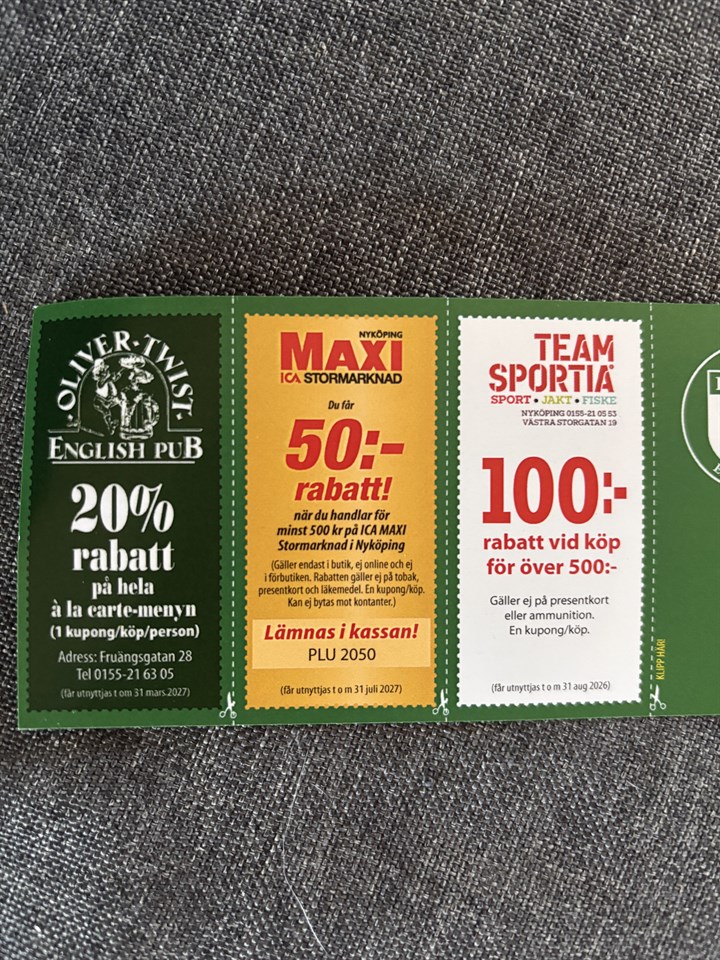 OLIVER·TWIST
ENGLISH PUB
20%
rabatt
på hela
à la carte-menyn
(1 kupong/köp/person)
Adress: Fruängsgatan 28
Tel 0155-21 63 05
(får utnyttjas t om 31 mars 2027)
NYKÖPING
MAXI
ICA STORMARKNAD
Du får
50:-
rabatt!
när du handlar för
minst 500 kr på ICA MAXI
Stormarknad i Nyköping
(Gäller endast i butik, ej online och ej
i förbutiken. Rabatten gäller ej på tobak,
presentkort och läkemedel. En kupong/köp.
Kan ej bytas mot kontanter.)
Lämnas i kassan!
PLU 2050
(får utnyttjas t o m 31 juli 2027)
TEAM
SPORTIA
SPORT • JAKT • FISKE
NYKÖPING 0155-21 05 53
VÄSTRA STORGATAN 19
100:-
rabatt vid köp
för över 500:-
Gäller ej på presentkort
eller ammunition.
En kupong/köp.
(får utnyttjas t o m 31 aug 2026)
KLIPP HÄR!